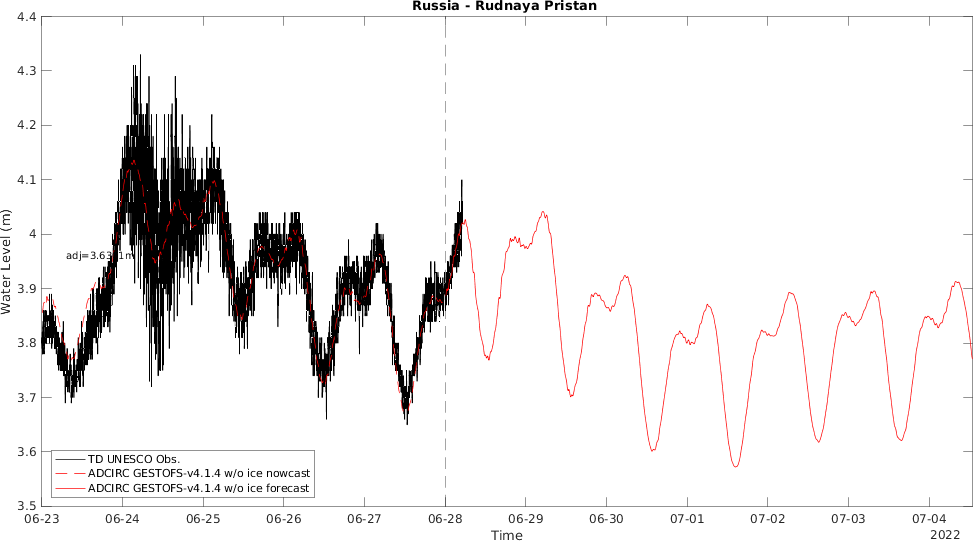 Russia - Rudnaya Pristan
4.4
4.3
4.2
4.1
4
3.9
3.8
3.7
3.6
3.5
Water Level (m)
TD UNESCO Obs.
ADCIRC GESTOFS-v4.1.4 w/o ice nowcast
ADCIRC GESTOFS-v4.1.4 w/o ice forecast
06-23 06-24 06-25 06-26 06-27 06-28 06-29 06-30 07-01 07-02 07-03 07-04
Time
2022